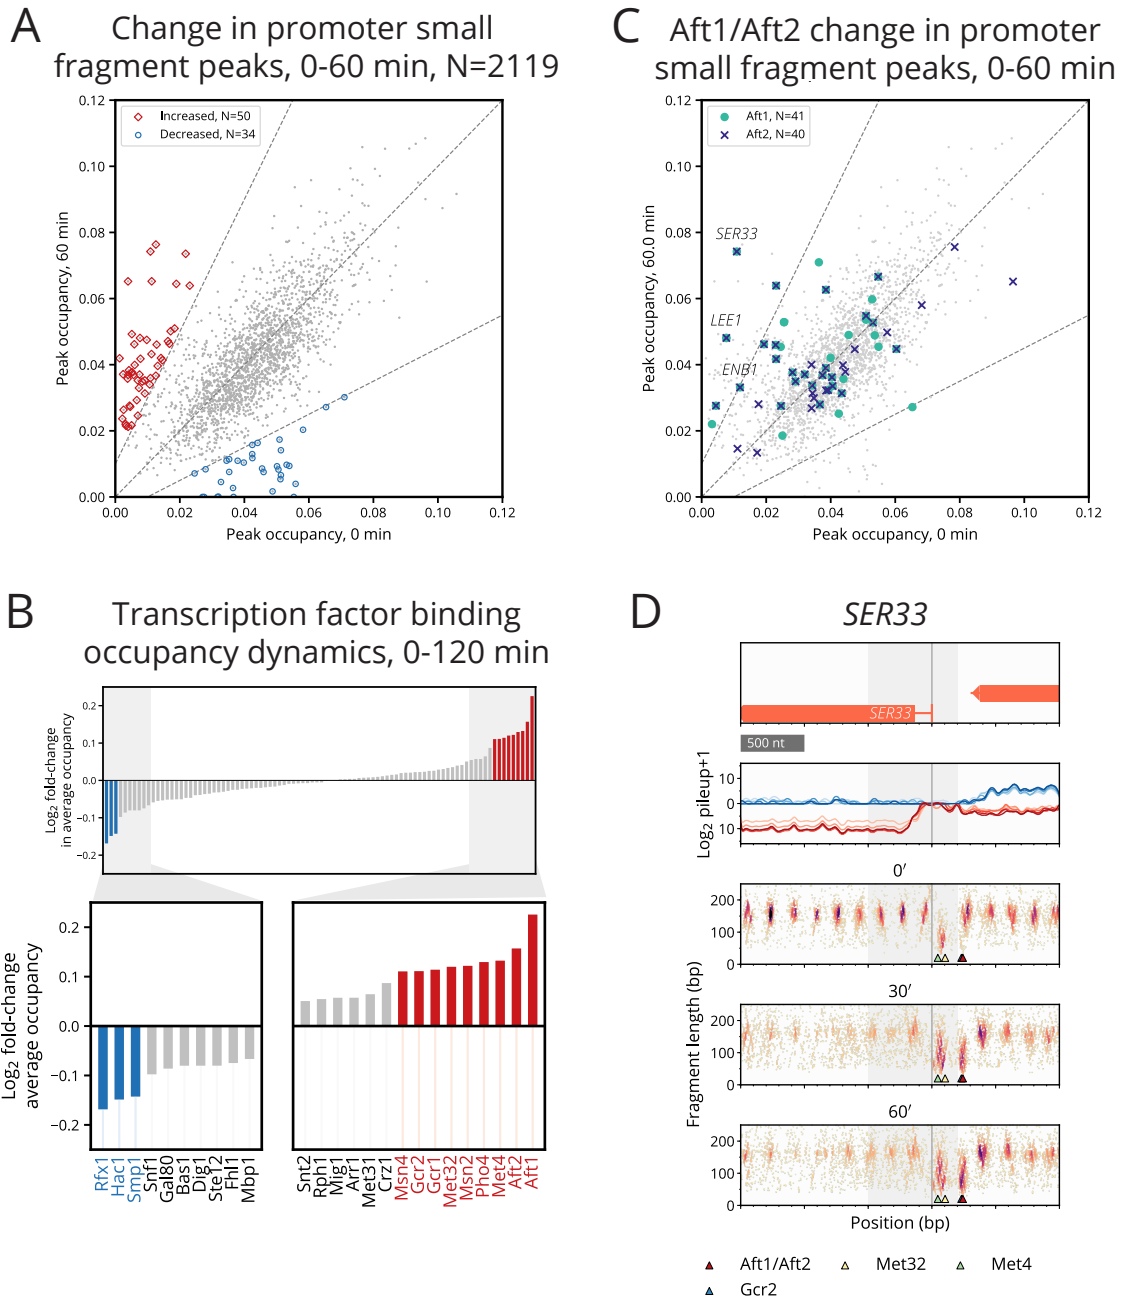 A
Change in promoter small
fragment peaks, 0-60 min, N=2119
Increased, N=50
Decreased, N=34
Peak occupancy, 60 min
0.12
0.10
0.08
0.06
0.04
0.02
0.00
0.00 0.02 0.04 0.06 0.08 0.10 0.12
Peak occupancy, 0 min
C
Aft1/Aft2 change in promoter
small fragment peaks, 0-60 min
Aft1, N=41
Aft2, N=40
SER33
LEE1
ENB1
Peak occupancy, 60.0 min
0.12
0.10
0.08
0.06
0.04
0.02
0.00
0.00 0.02 0.04 0.06 0.08 0.10 0.12
Peak occupancy, 0 min
B
Transcription factor binding
occupancy dynamics, 0-120 min
Log2 fold-change
in average occupancy
0.2
0.1
0.0
−0.1
−0.2
Log2 fold-change
average occupancy
0.2
0.1
0.0
−0.1
−0.2
Rfx1
Hac1
Smp1
Snf1
Gal80
Bas1
Dig1
Ste12
Fhl1
Mbp1
Snt2
Rph1
Mig1
Arr1
Met31
Crz1
Msn4
Gcr2
Gcr1
Met32
Msn2
Pho4
Met4
Aft2
Aft1
D
SER33
SER33
500 nt
Log2 pileup+1
10
0
10
0′
200
100
0
30′
200
100
0
60′
200
100
0
Fragment length (bp)
Position (bp)
Aft1/Aft2 Met32 Met4
Gcr2